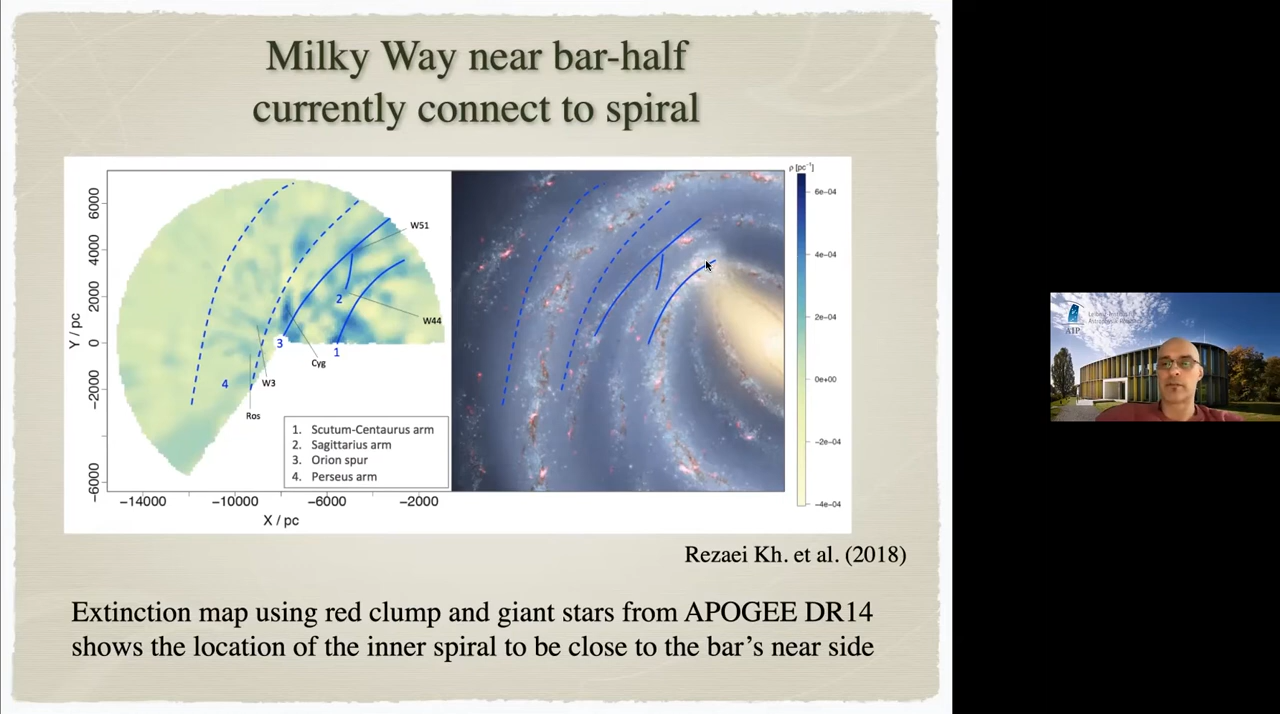 Milky Way near bar-half
currently connect to spiral
ρ [pc⁻¹]
6e−04
4e−04
2e−04
0e+00
−2e−04
−4e−04
Y / pc
6000
4000
2000
0
−2000
−6000
W51
2
W44
3
1
Cyg
4
W3
Ros
1. Scutum-Centaurus arm
2. Sagittarius arm
3. Orion spur
4. Perseus arm
−14000
−10000
−6000
−2000
X / pc
Rezaei Kh. et al. (2018)
Extinction map using red clump and giant stars from APOGEE DR14
shows the location of the inner spiral to be close to the bar’s near side
AIP